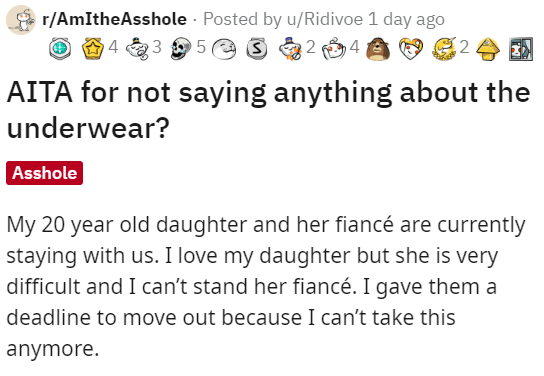 r/AmItheAsshole · Posted by u/Ridivoe 1 day ago
4 3 5 S 2 4 2
AITA for not saying anything about the
underwear?
Asshole
My 20 year old daughter and her fiancé are currently
staying with us. I love my daughter but she is very
difficult and I can’t stand her fiancé. I gave them a
deadline to move out because I can’t take this
anymore.